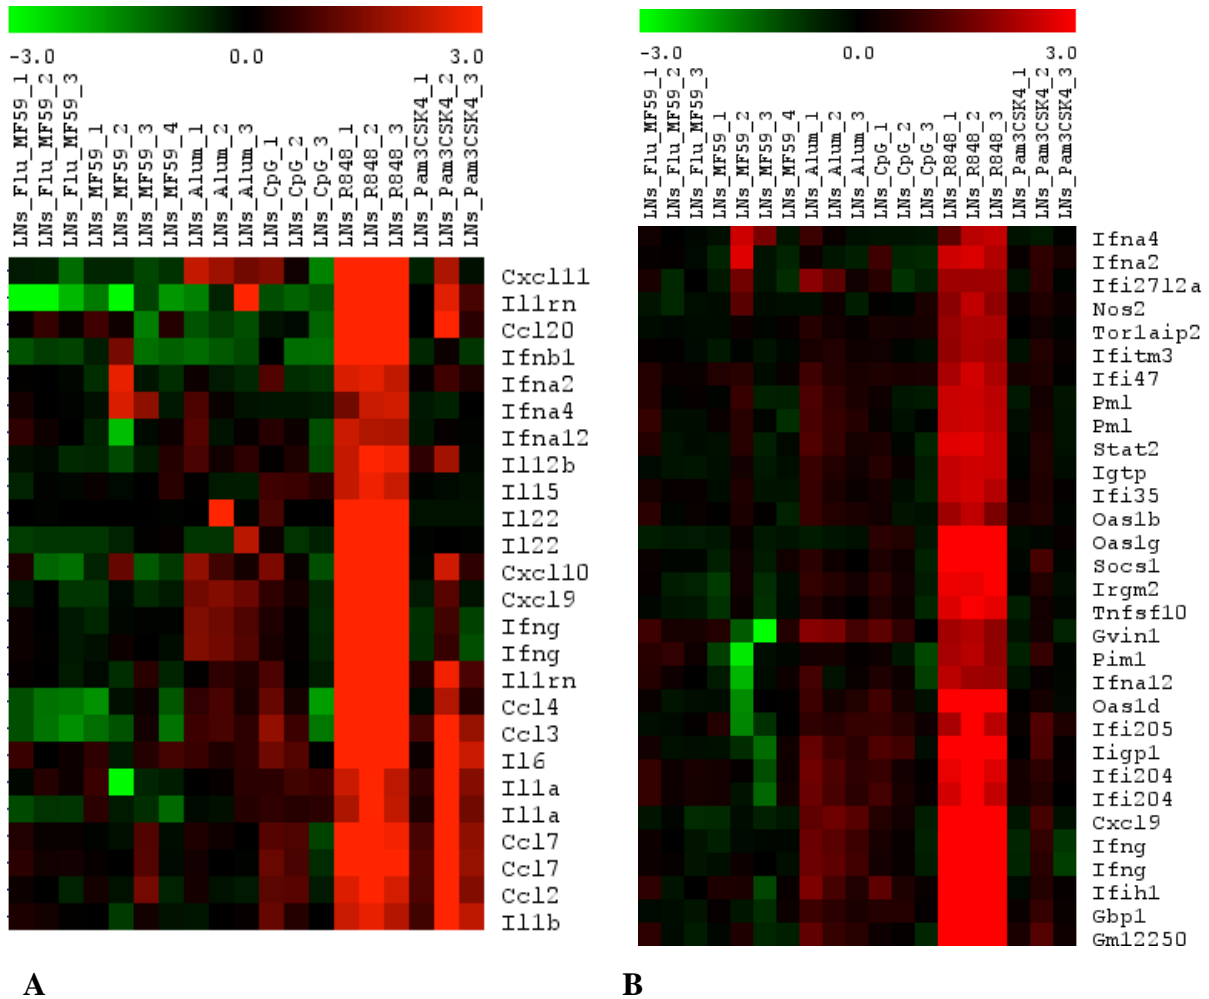 -3.0 0.0 3.0
LNs_Flu_MF59_1
LNs_Flu_MF59_2
LNs_Flu_MF59_3
LNs_MF59_1
LNs_MF59_2
LNs_MF59_3
LNs_MF59_4
LNs_Alum_1
LNs_Alum_2
LNs_Alum_3
LNs_CpG_1
LNs_CpG_2
LNs_CpG_3
LNs_R848_1
LNs_R848_2
LNs_R848_3
LNs_Pam3CSK4_1
LNs_Pam3CSK4_2
LNs_Pam3CSK4_3
Cxcl11
Il1rn
Ccl20
Ifnb1
Ifna2
Ifna4
Ifna12
Il12b
Il15
Il22
Il22
Cxcl10
Cxcl9
Ifng
Ifng
Il1rn
Ccl4
Ccl3
Il6
Il1a
Il1a
Ccl7
Ccl7
Ccl2
Il1b
A
-3.0 0.0 3.0
LNs_Flu_MF59_1
LNs_Flu_MF59_2
LNs_Flu_MF59_3
LNs_MF59_1
LNs_MF59_2
LNs_MF59_3
LNs_MF59_4
LNs_Alum_1
LNs_Alum_2
LNs_Alum_3
LNs_CpG_1
LNs_CpG_2
LNs_CpG_3
LNs_R848_1
LNs_R848_2
LNs_R848_3
LNs_Pam3CSK4_1
LNs_Pam3CSK4_2
LNs_Pam3CSK4_3
Ifna4
Ifna2
Ifi27l2a
Nos2
Tor1aip2
Ifitm3
Ifi47
Pml
Pml
Stat2
Igtp
Ifi35
Oas1b
Oas1g
Socs1
Irgm2
Tnfsf10
Gvin1
Pim1
Ifna12
Oas1d
Ifi205
Iigp1
Ifi204
Ifi204
Cxcl9
Ifng
Ifng
Ifih1
Gbp1
Gm12250
B